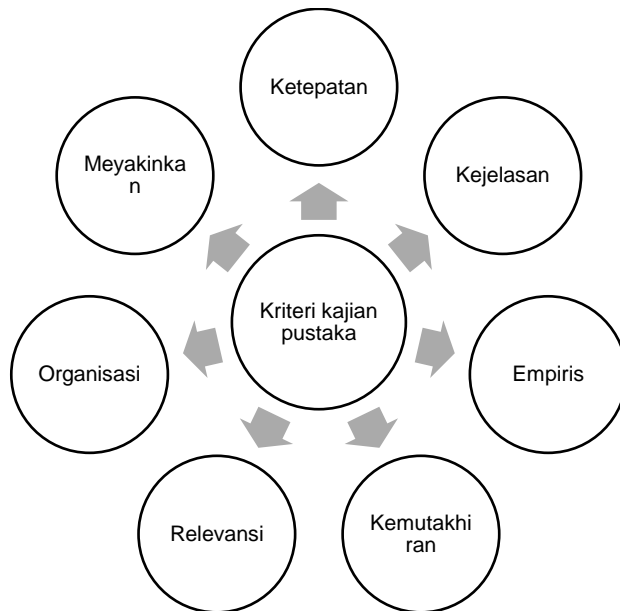 Ketepatan
Kejelasan
Empiris
Kemutakhi
ran
Relevansi
Organisasi
Meyakinka
n
Kriteri kajian
pustaka